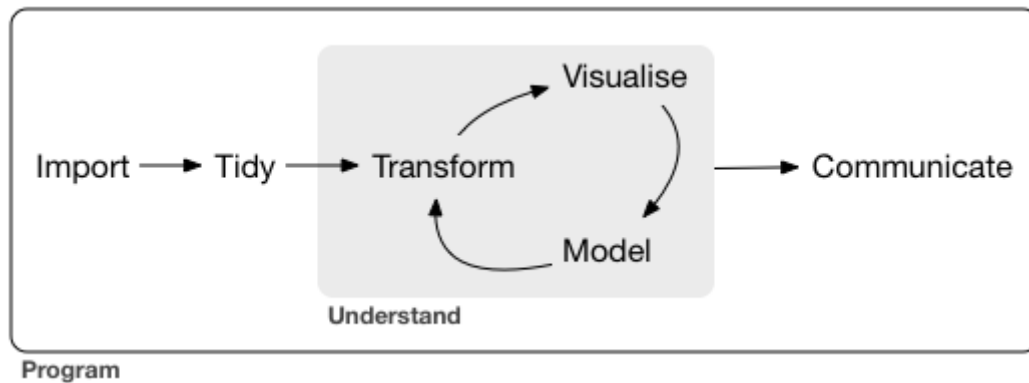 Visualise
Import
Tidy
Transform
Communicate
Model
Understand
Program